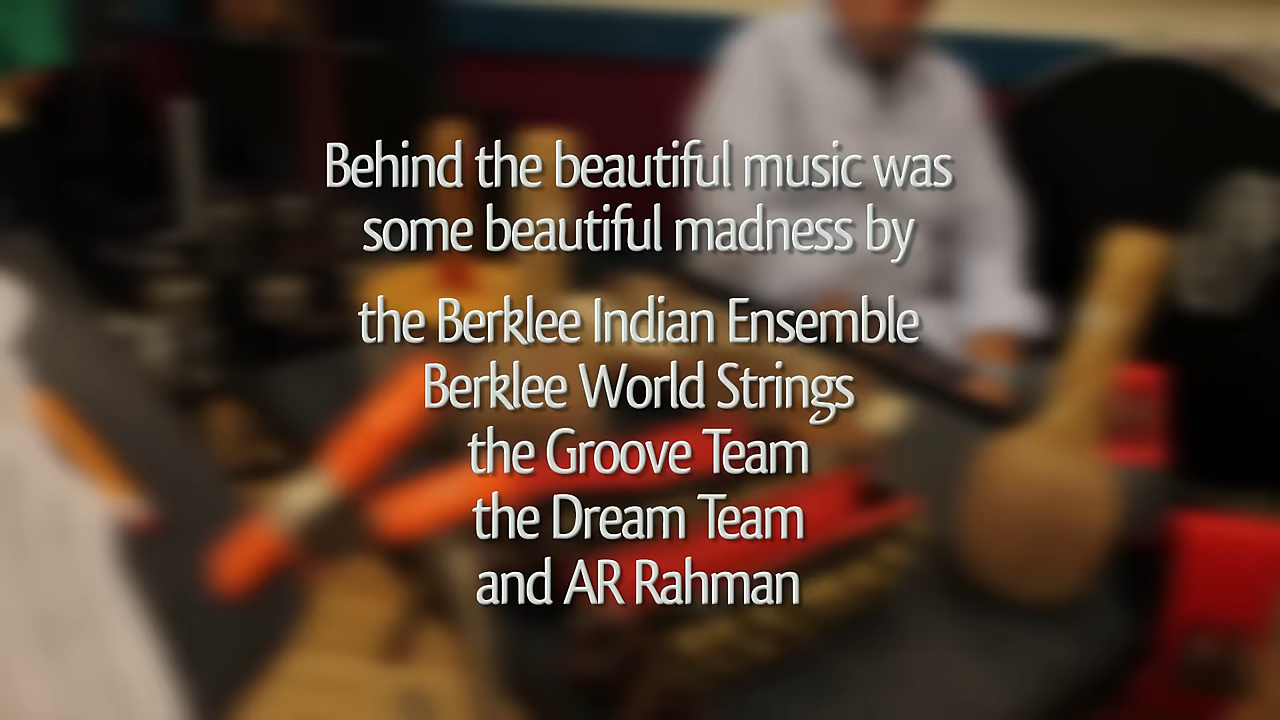 Behind the beautiful music was
some beautiful madness by
the Berklee Indian Ensemble
Berklee World Strings
the Groove Team
the Dream Team
and AR Rahman